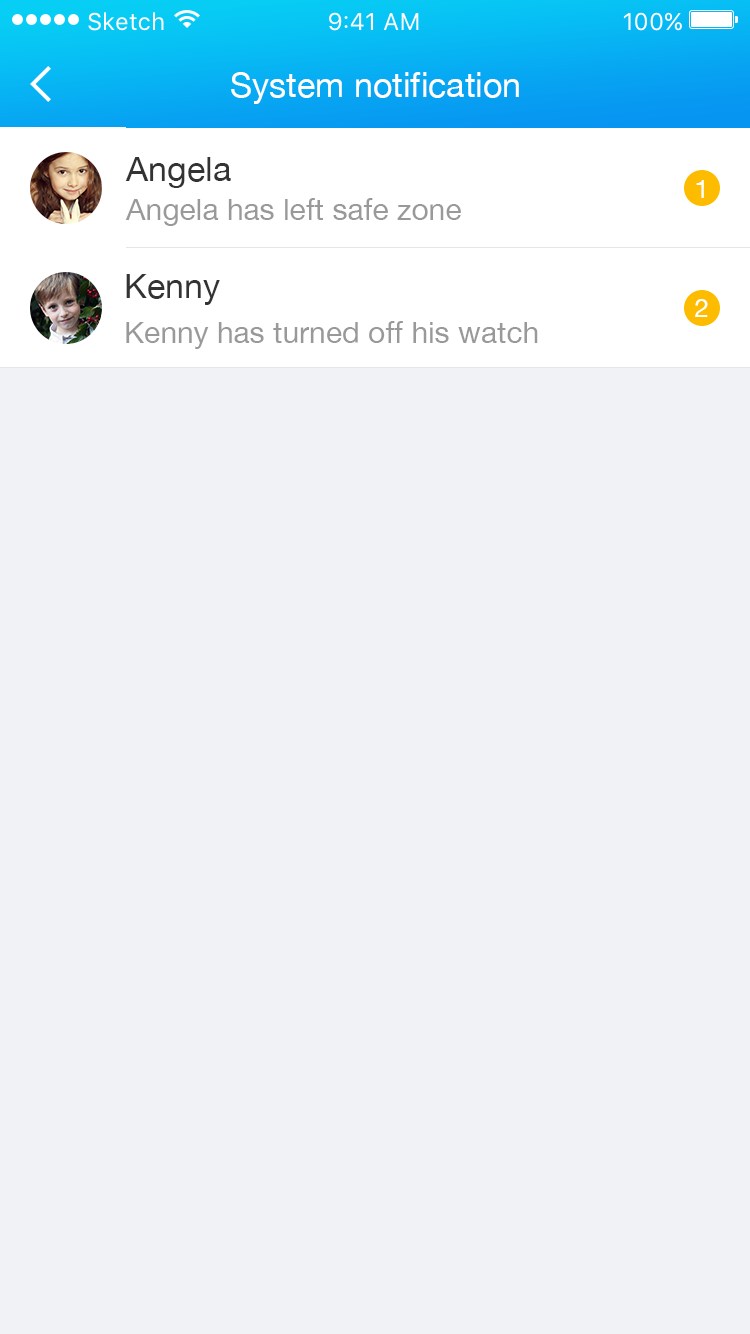 Sketch 9:41 AM 100%
System notification
Angela
Angela has left safe zone
1
Kenny
Kenny has turned off his watch
2